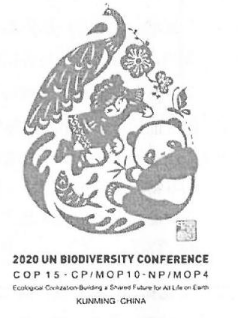 2020 UN BIODIVERSITY CONFERENCE
COP 15 - CP/MOP10-NP/MOP4
Ecological Civilization-Building a Shared Future for All Life on Earth
KUNMING CHINA